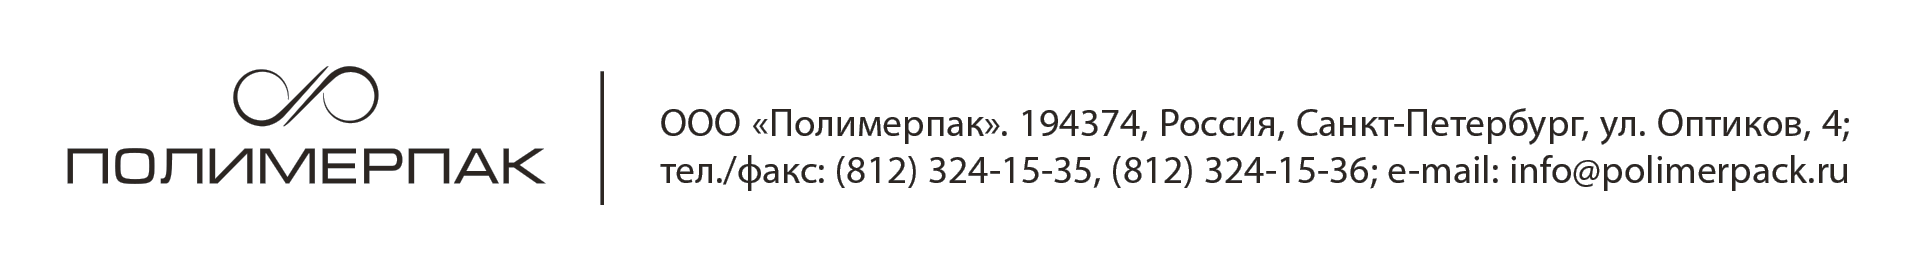 ПОЛИМЕРПАК
ООО «Полимерпак». 194374, Россия, Санкт-Петербург, ул. Оптиков, 4;
тел./факс: (812) 324-15-35, (812) 324-15-36; e-mail: info@polimerpack.ru